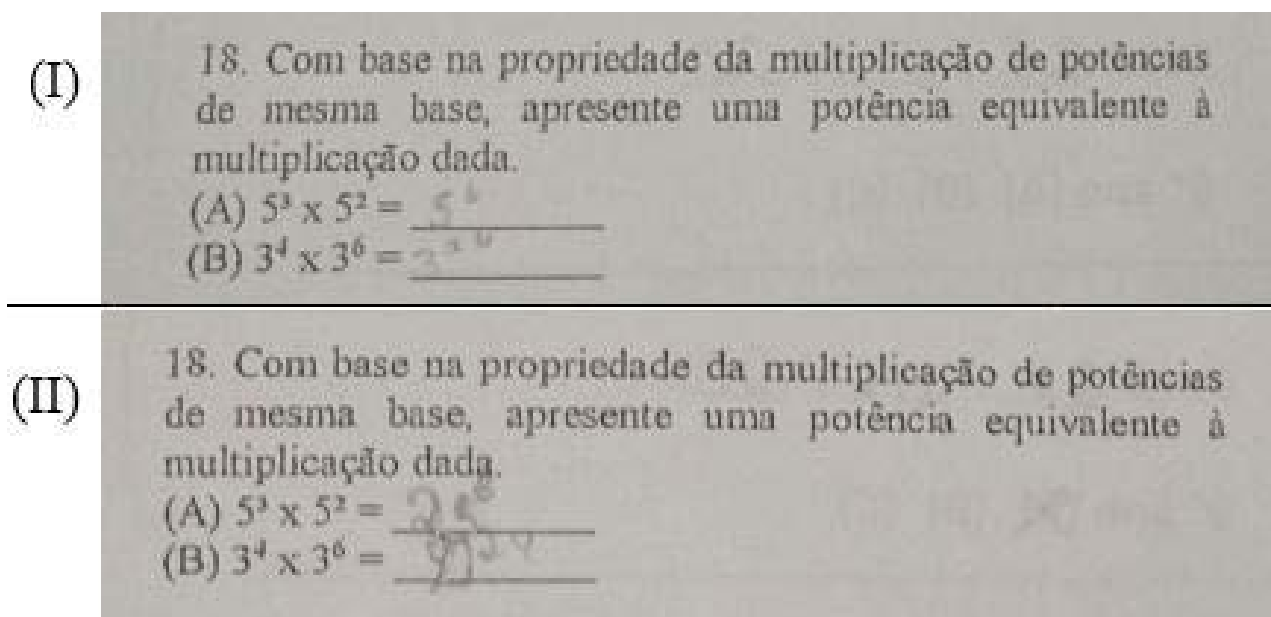 (I)
18. Com base na propriedade da multiplicação de potências
de mesma base, apresente uma potência equivalente à
multiplicação dada.
(A) 5³ x 5² = 5⁶
(B) 3⁴ x 3⁶ =
(II)
18. Com base na propriedade da multiplicação de potências
de mesma base, apresente uma potência equivalente à
multiplicação dada.
(A) 5³ x 5² = 25⁶
(B) 3⁴ x 3⁶ = 9²⁴